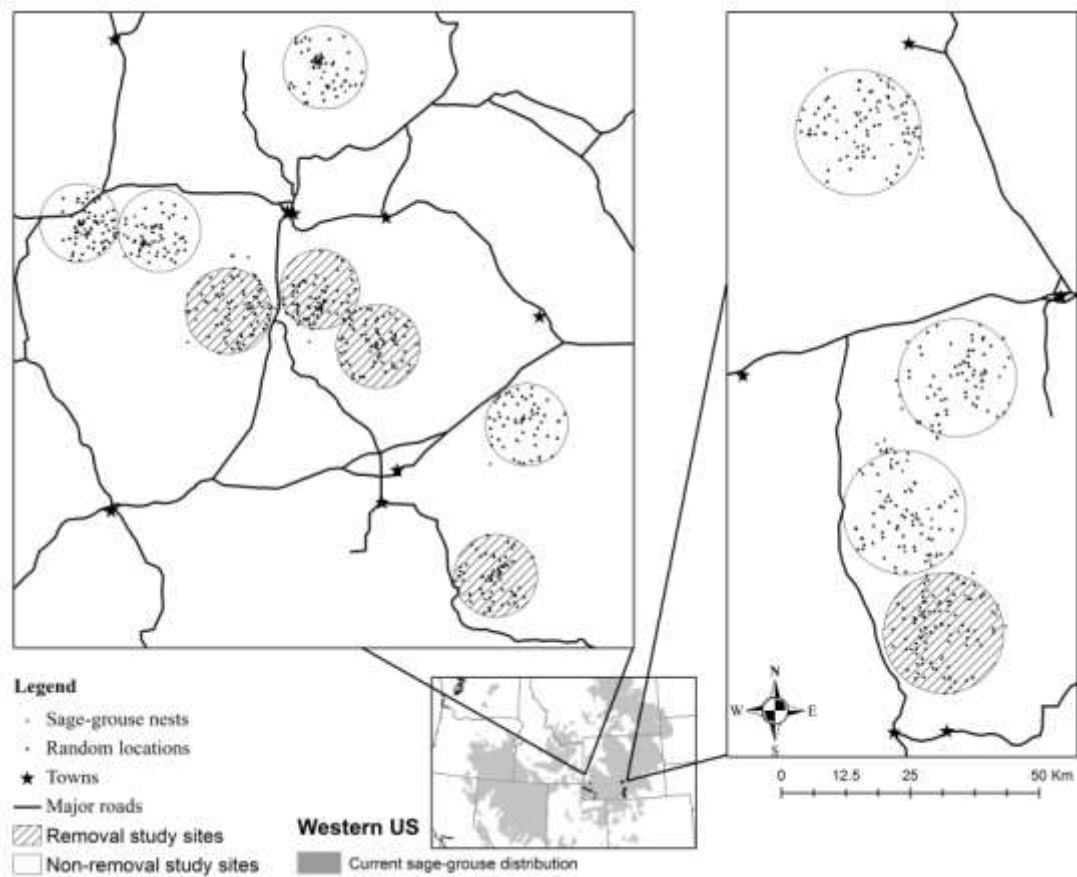 N
W E
S
0 12.5 25 50 Km
Legend
Sage-grouse nests
Random locations
Towns
Major roads
Removal study sites
Non-removal study sites
Western US
Current sage-grouse distribution